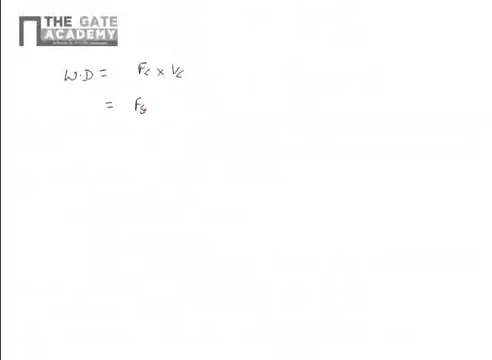 THE GATE
ACADEMY
W.D = Fc × Vc
= Fs